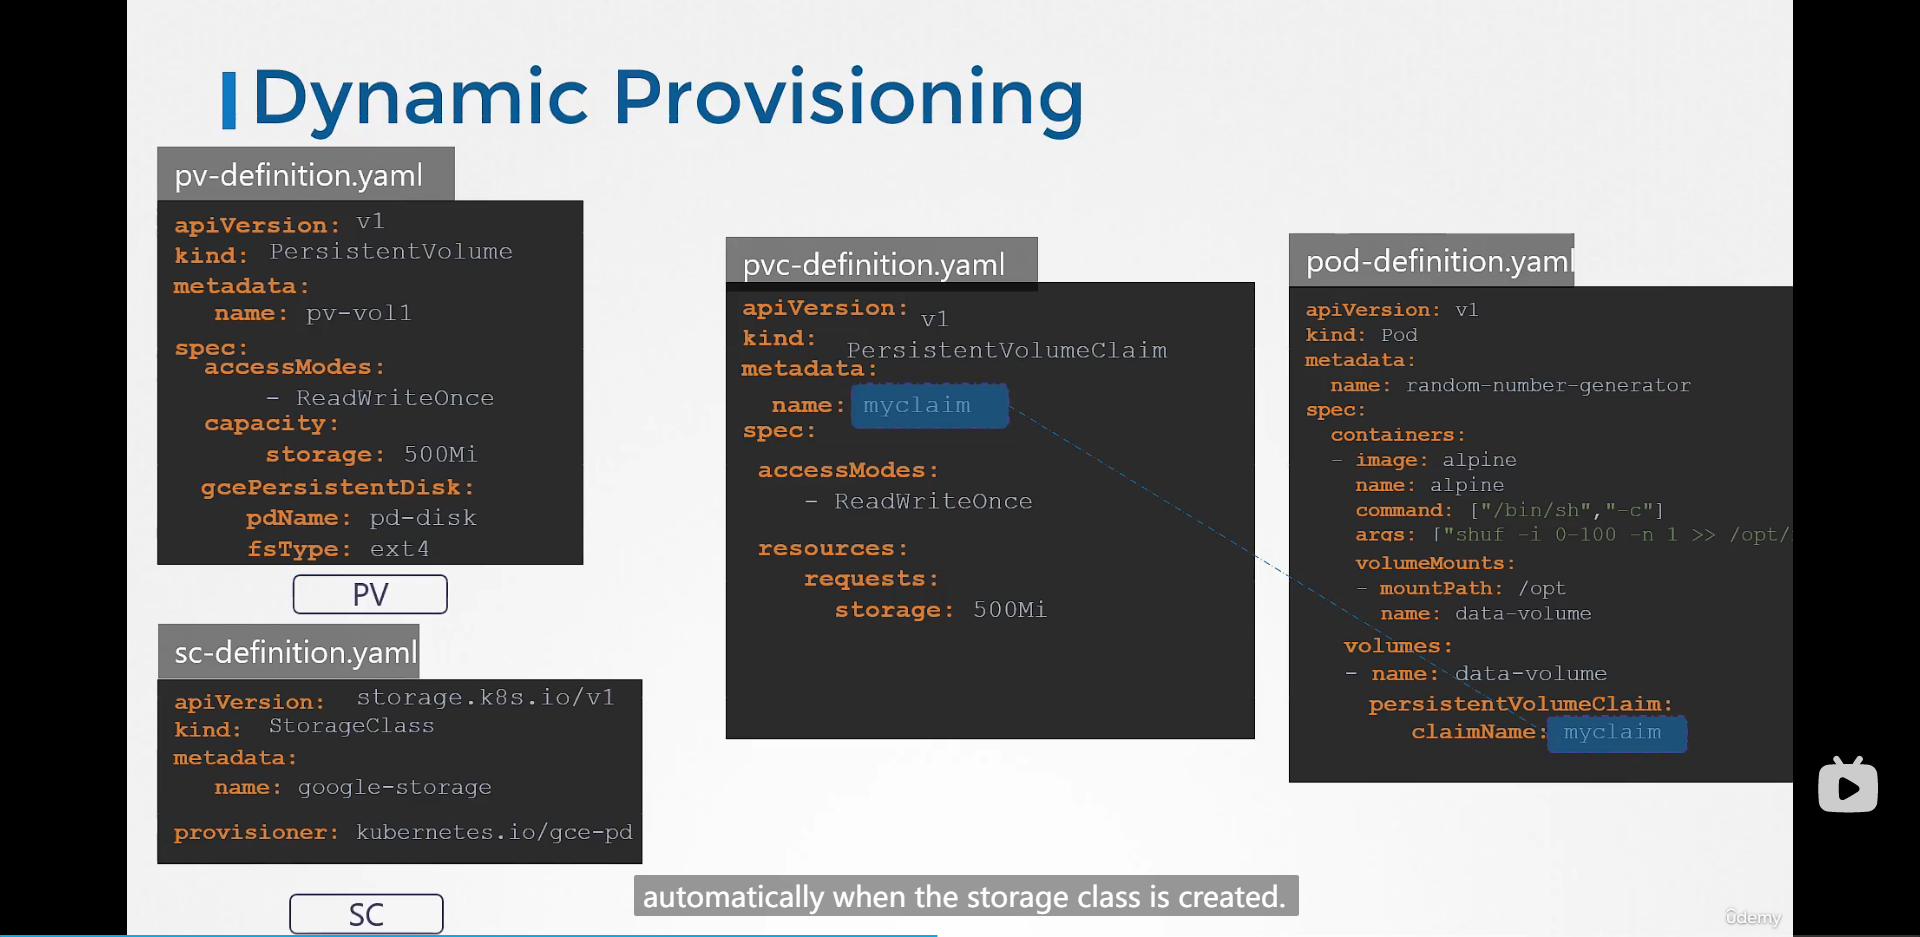 Dynamic Provisioning
pv-definition.yaml
apiVersion: v1
kind: PersistentVolume
metadata:
name: pv-vol1
spec:
accessModes:
- ReadWriteOnce
capacity:
storage: 500Mi
gcePersistentDisk:
pdName: pd-disk
fsType: ext4
PV
sc-definition.yaml
apiVersion: storage.k8s.io/v1
kind: StorageClass
metadata:
name: google-storage
provisioner: kubernetes.io/gce-pd
SC
pvc-definition.yaml
apiVersion: v1
kind: PersistentVolumeClaim
metadata:
name: myclaim
spec:
accessModes:
- ReadWriteOnce
resources:
requests:
storage: 500Mi
pod-definition.yaml
apiVersion: v1
kind: Pod
metadata:
name: random-number-generator
spec:
containers:
- image: alpine
name: alpine
command: ["/bin/sh","-c"]
args: ["shuf -i 0-100 -n 1 >> /opt/
volumeMounts:
- mountPath: /opt
name: data-volume
volumes:
- name: data-volume
persistentVolumeClaim:
claimName: myclaim
automatically when the storage class is created.
ûdemy